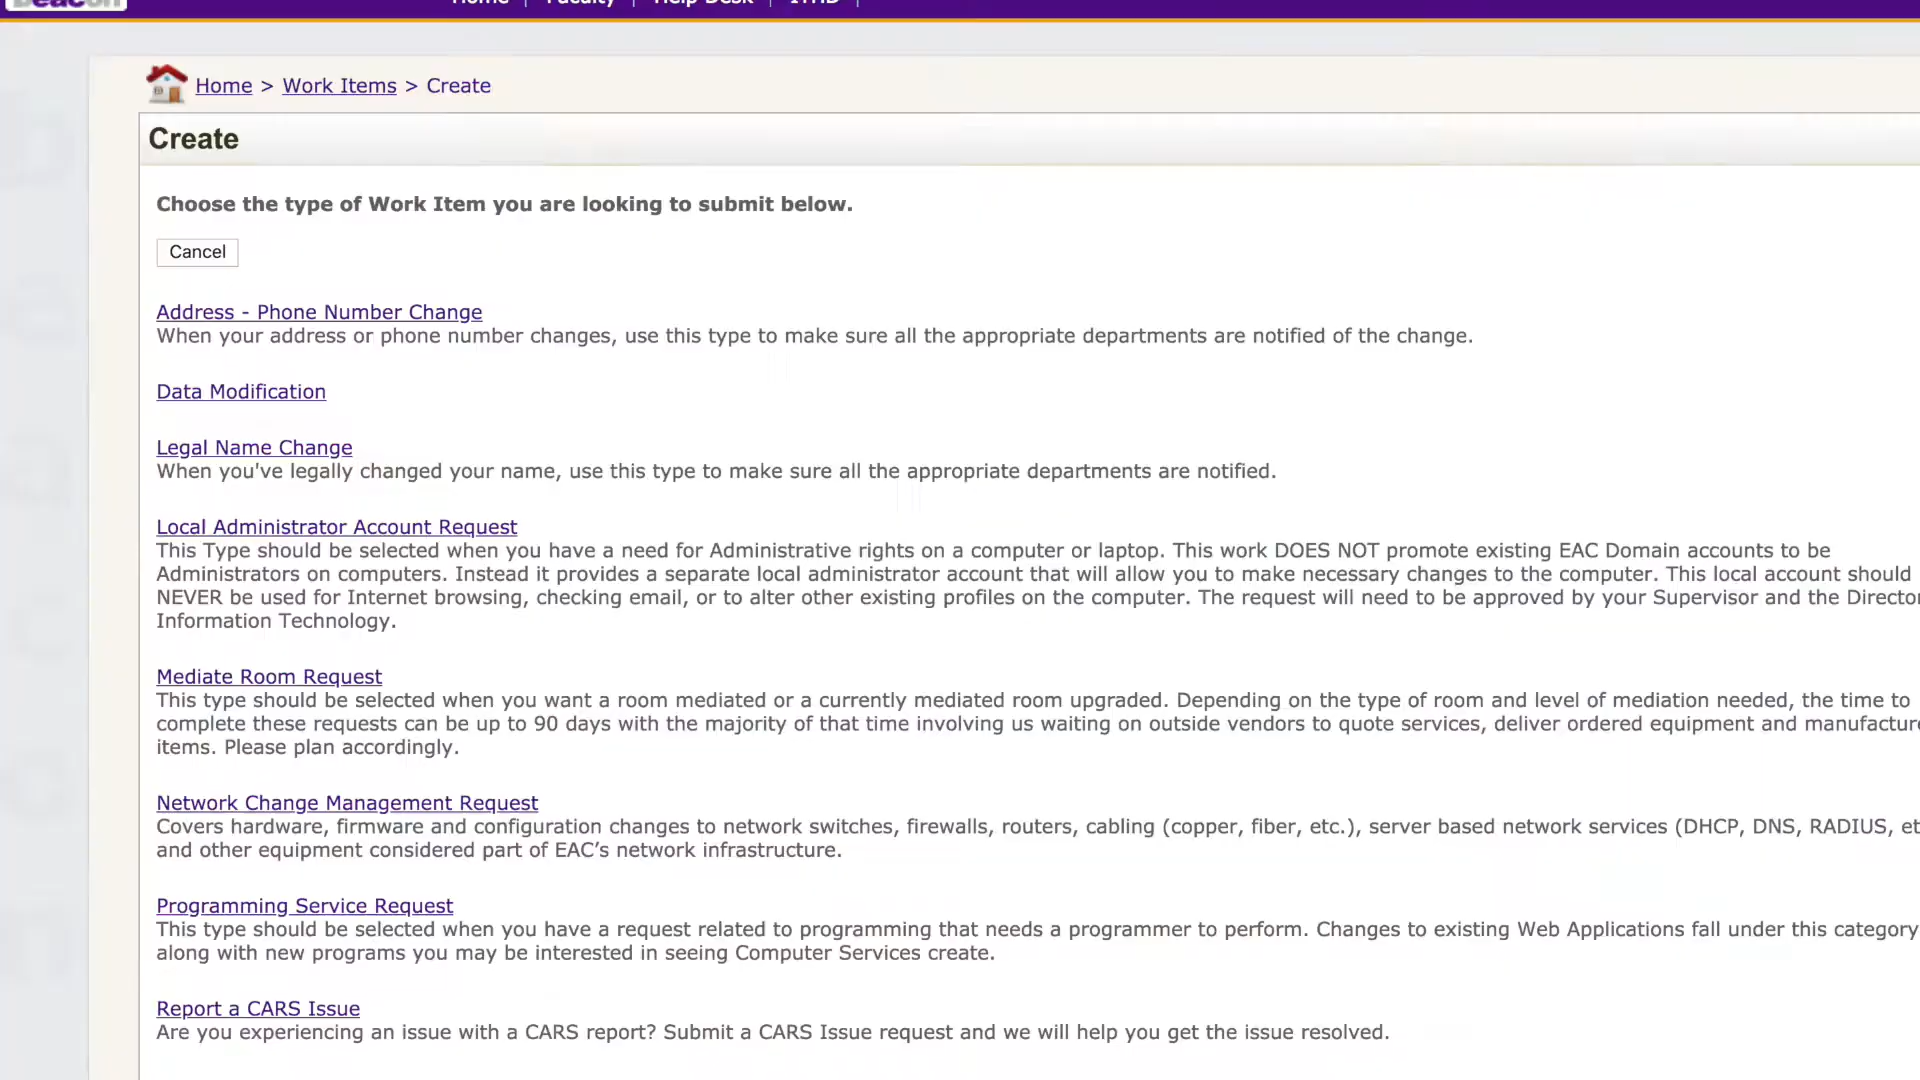 Beacon Home | Faculty | Help Desk | ITHD |
Home > Work Items > Create
Create
Choose the type of Work Item you are looking to submit below.
Cancel
Address - Phone Number Change
When your address or phone number changes, use this type to make sure all the appropriate departments are notified of the change.
Data Modification
Legal Name Change
When you've legally changed your name, use this type to make sure all the appropriate departments are notified.
Local Administrator Account Request
This Type should be selected when you have a need for Administrative rights on a computer or laptop. This work DOES NOT promote existing EAC Domain accounts to be
Administrators on computers. Instead it provides a separate local administrator account that will allow you to make necessary changes to the computer. This local account should
NEVER be used for Internet browsing, checking email, or to alter other existing profiles on the computer. The request will need to be approved by your Supervisor and the Director
Information Technology.
Mediate Room Request
This type should be selected when you want a room mediated or a currently mediated room upgraded. Depending on the type of room and level of mediation needed, the time to
complete these requests can be up to 90 days with the majority of that time involving us waiting on outside vendors to quote services, deliver ordered equipment and manufacture
items. Please plan accordingly.
Network Change Management Request
Covers hardware, firmware and configuration changes to network switches, firewalls, routers, cabling (copper, fiber, etc.), server based network services (DHCP, DNS, RADIUS, et
and other equipment considered part of EAC’s network infrastructure.
Programming Service Request
This type should be selected when you have a request related to programming that needs a programmer to perform. Changes to existing Web Applications fall under this category
along with new programs you may be interested in seeing Computer Services create.
Report a CARS Issue
Are you experiencing an issue with a CARS report? Submit a CARS Issue request and we will help you get the issue resolved.